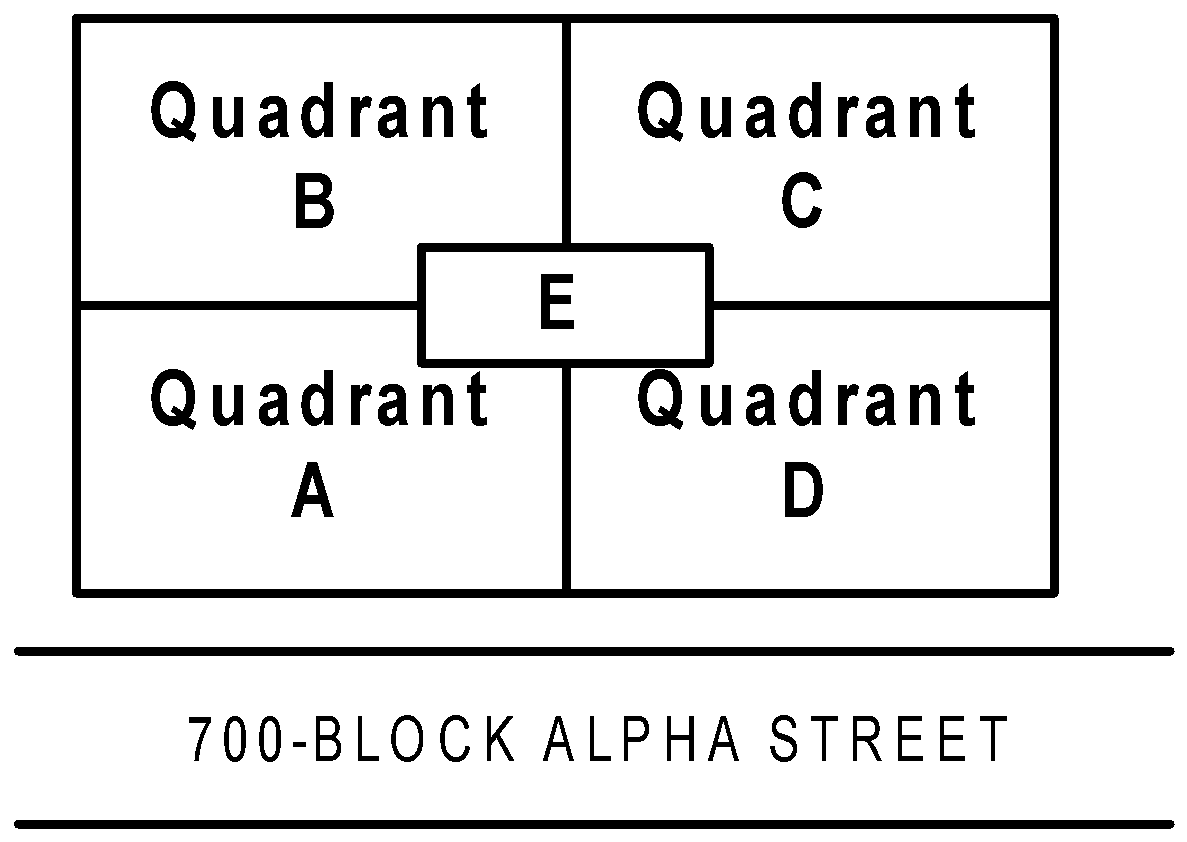 Quadrant
B
Quadrant
C
E
Quadrant
A
Quadrant
D
700-BLOCK ALPHA STREET